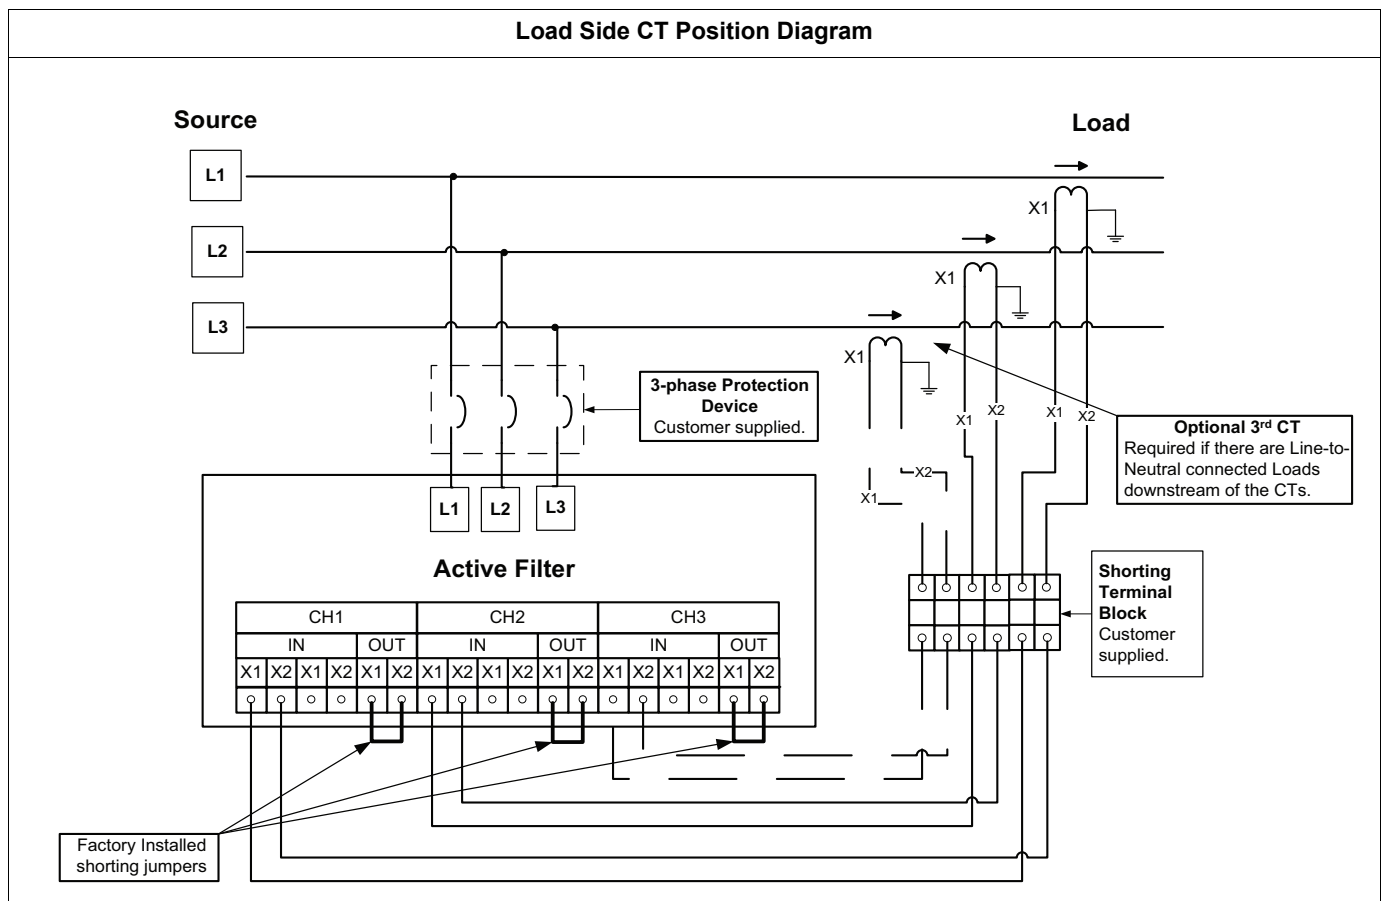 Load Side CT Position Diagram
Source
Load
L1
X1
L2
X1
L3
X1
3-phase Protection
Device
Customer supplied.
X1
X2
X1
X2
Optional 3rd CT
Required if there are Line-to-
Neutral connected Loads
downstream of the CTs.
X2
X1
L1
L2
L3
Active Filter
Shorting
Terminal
Block
Customer
supplied.
CH1
CH2
CH3
IN
OUT
IN
OUT
IN
OUT
X1 X2 X1 X2 X1 X2 X1 X2 X1 X2 X1 X2 X1 X2 X1 X2 X1 X2
Factory Installed
shorting jumpers